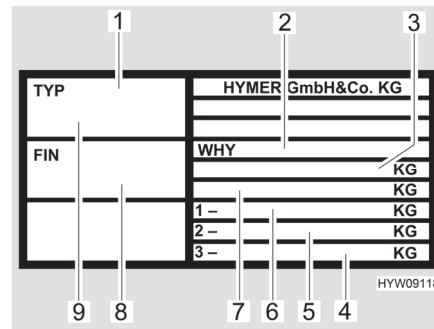 1 2 3
TYP HYMER GmbH&Co. KG
FIN WHY
KG
KG
1 – KG
2 – KG
3 – KG
HYW09118
9 8 7 6 5 4